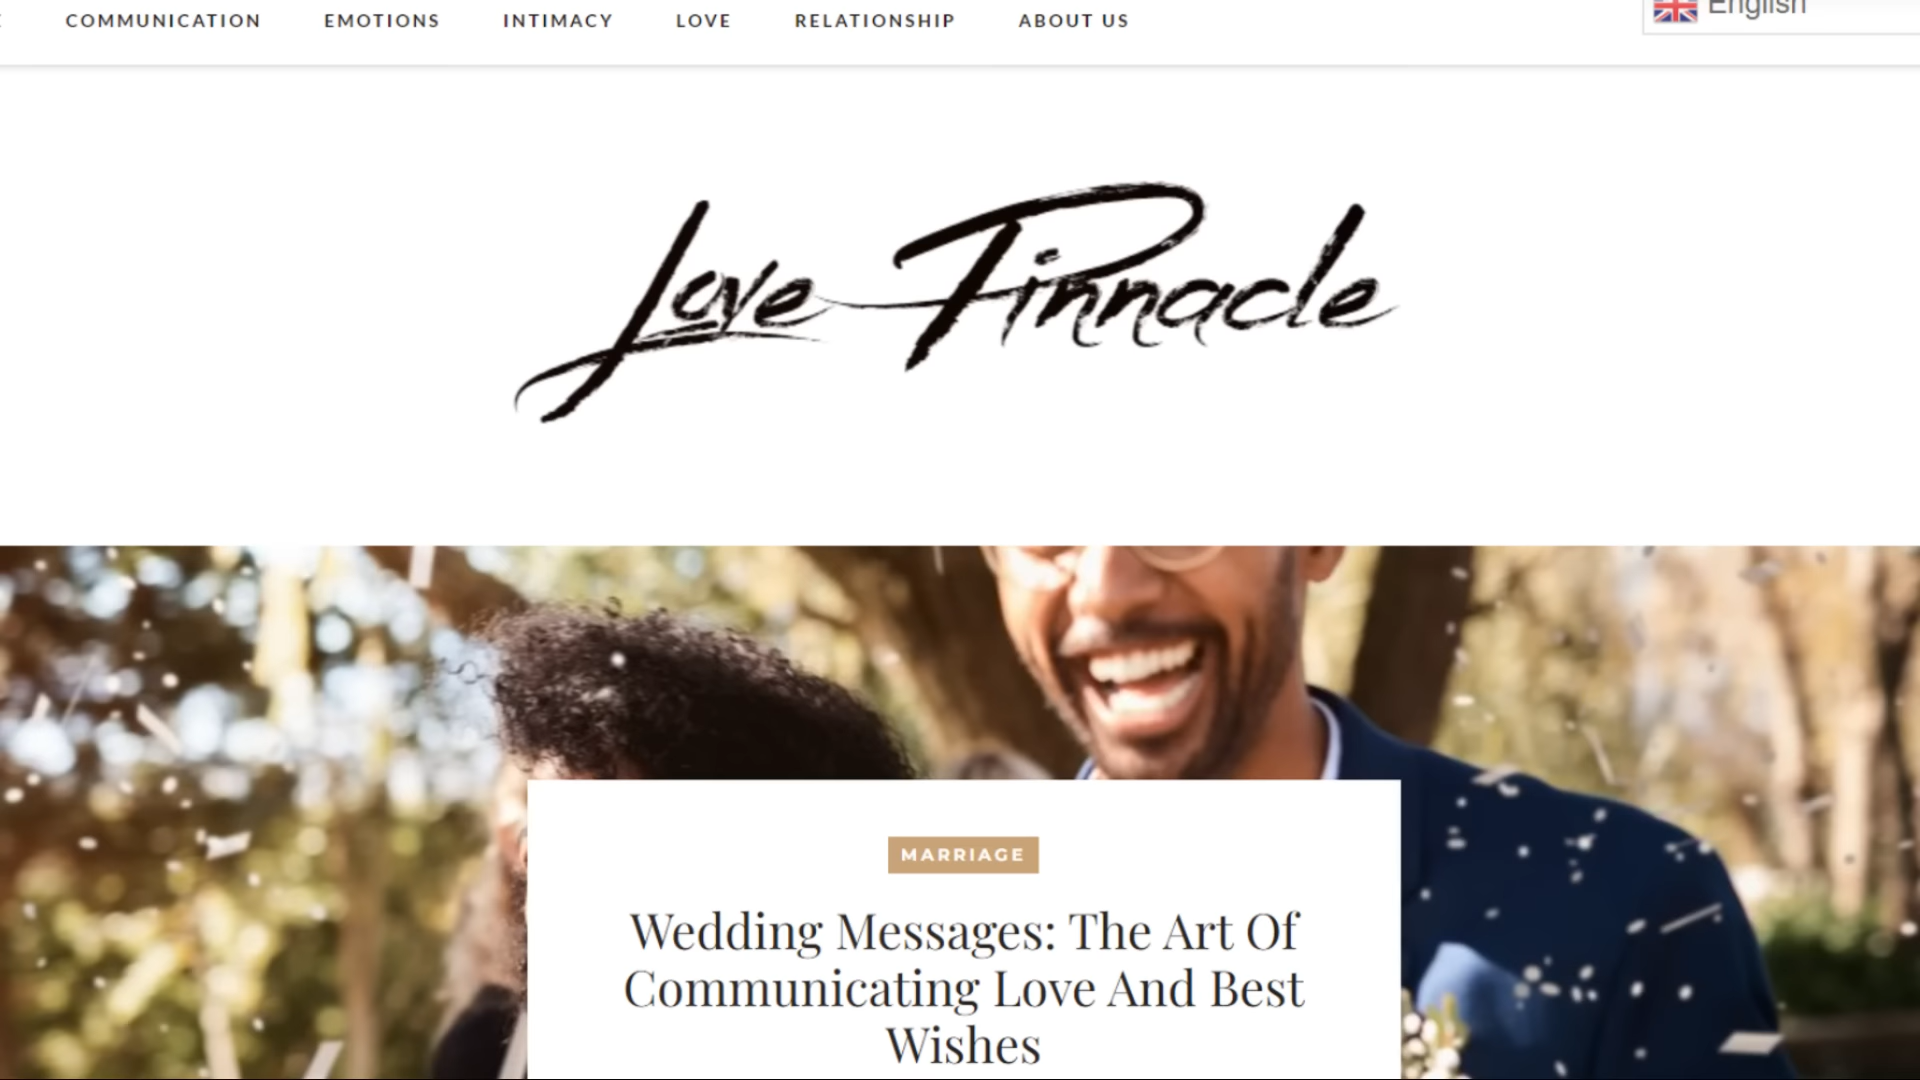 COMMUNICATION EMOTIONS INTIMACY LOVE RELATIONSHIP ABOUT US English
Love Pinnacle
MARRIAGE
Wedding Messages: The Art Of
Communicating Love And Best
Wishes